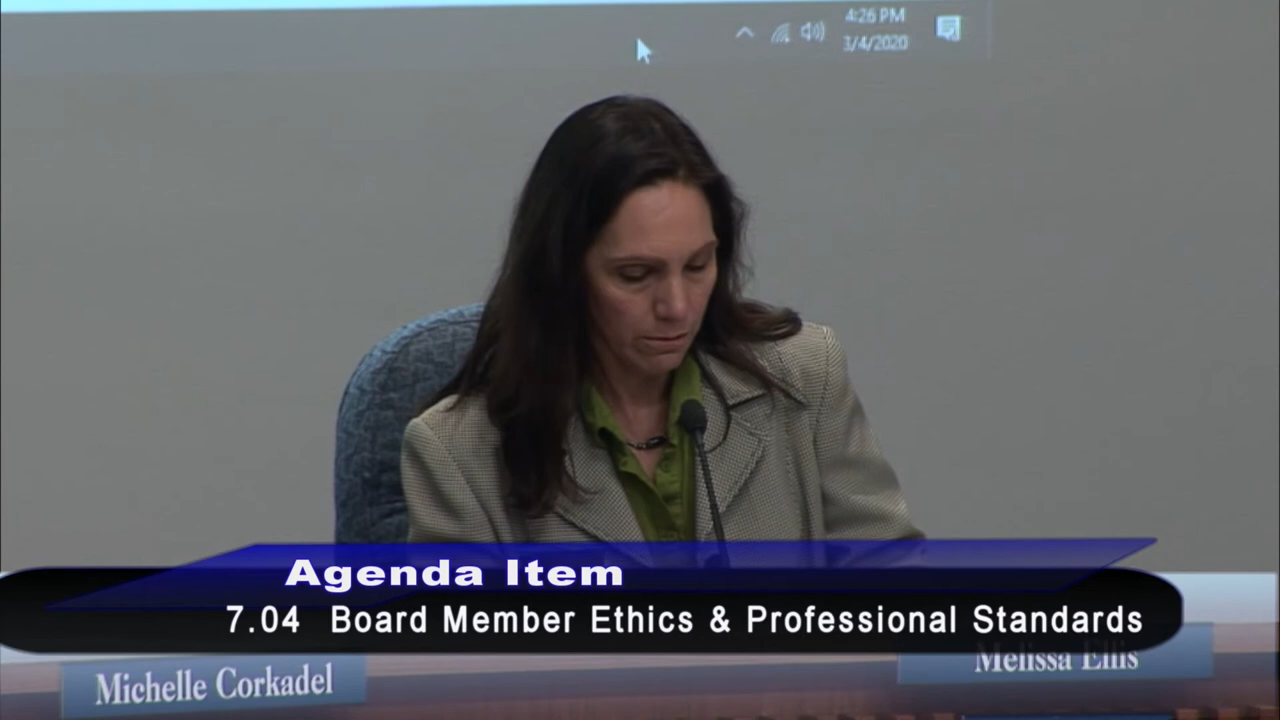 4:26 PM
3/4/2020
Agenda Item
7.04 Board Member Ethics & Professional Standards
Michelle Corkadel
Melissa Ellis